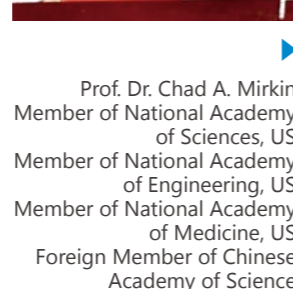 Prof. Dr. Chad A. Mirkin
Member of National Academy
of Sciences, US
Member of National Academy
of Engineering, US
Member of National Academy
of Medicine, US
Foreign Member of Chinese
Academy of Science